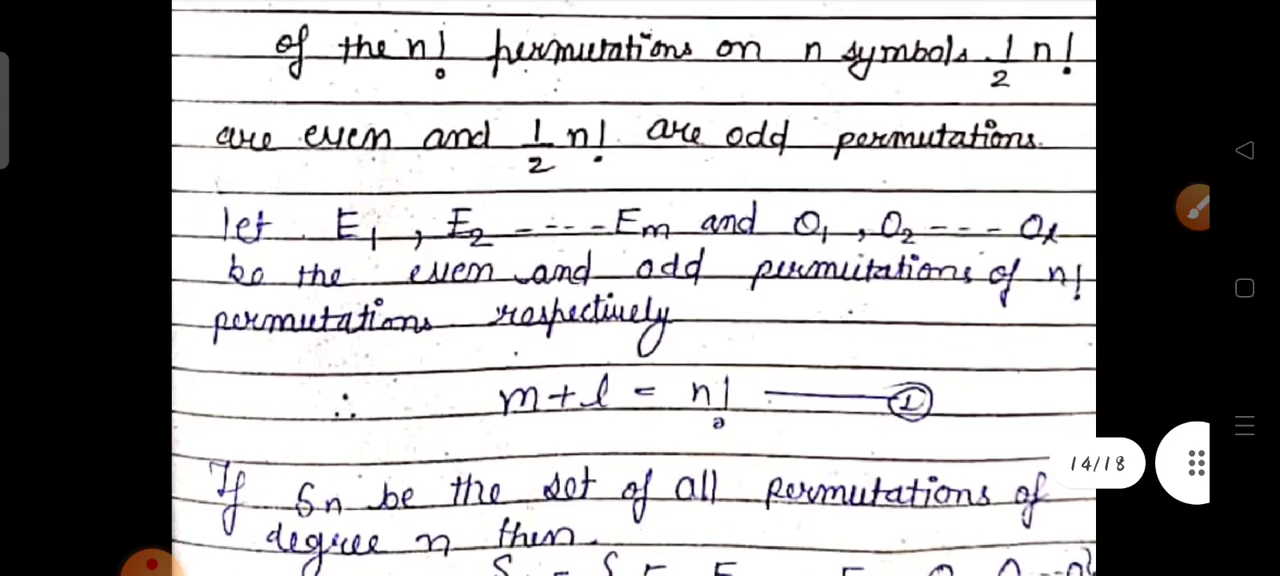 of the n! permutations on n symbols 1/2 n!
are even and 1/2 n! are odd permutations.
let E1, E2 ---- Em and O1, O2 --- Ol
be the even and odd permutations of n!
permutations respectively
∴ m+l = n! —— ①
If Sn be the set of all permutations of
degree n then.
14/18